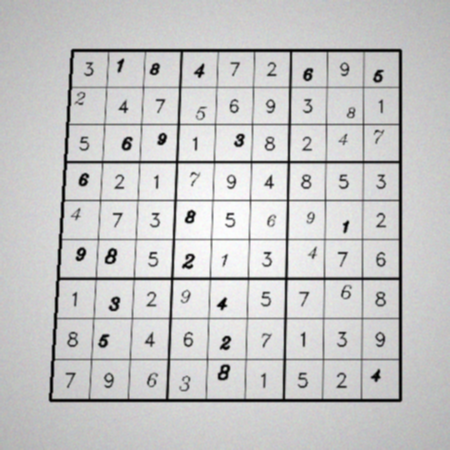 3 1 8 4 7 2 6 9 5
2 4 7 5 6 9 3 8 1
5 6 9 1 3 8 2 4 7
6 2 1 7 9 4 8 5 3
4 7 3 8 5 6 9 1 2
9 8 5 2 1 3 4 7 6
1 3 2 9 4 5 7 6 8
8 5 4 6 2 7 1 3 9
7 9 6 3 8 1 5 2 4